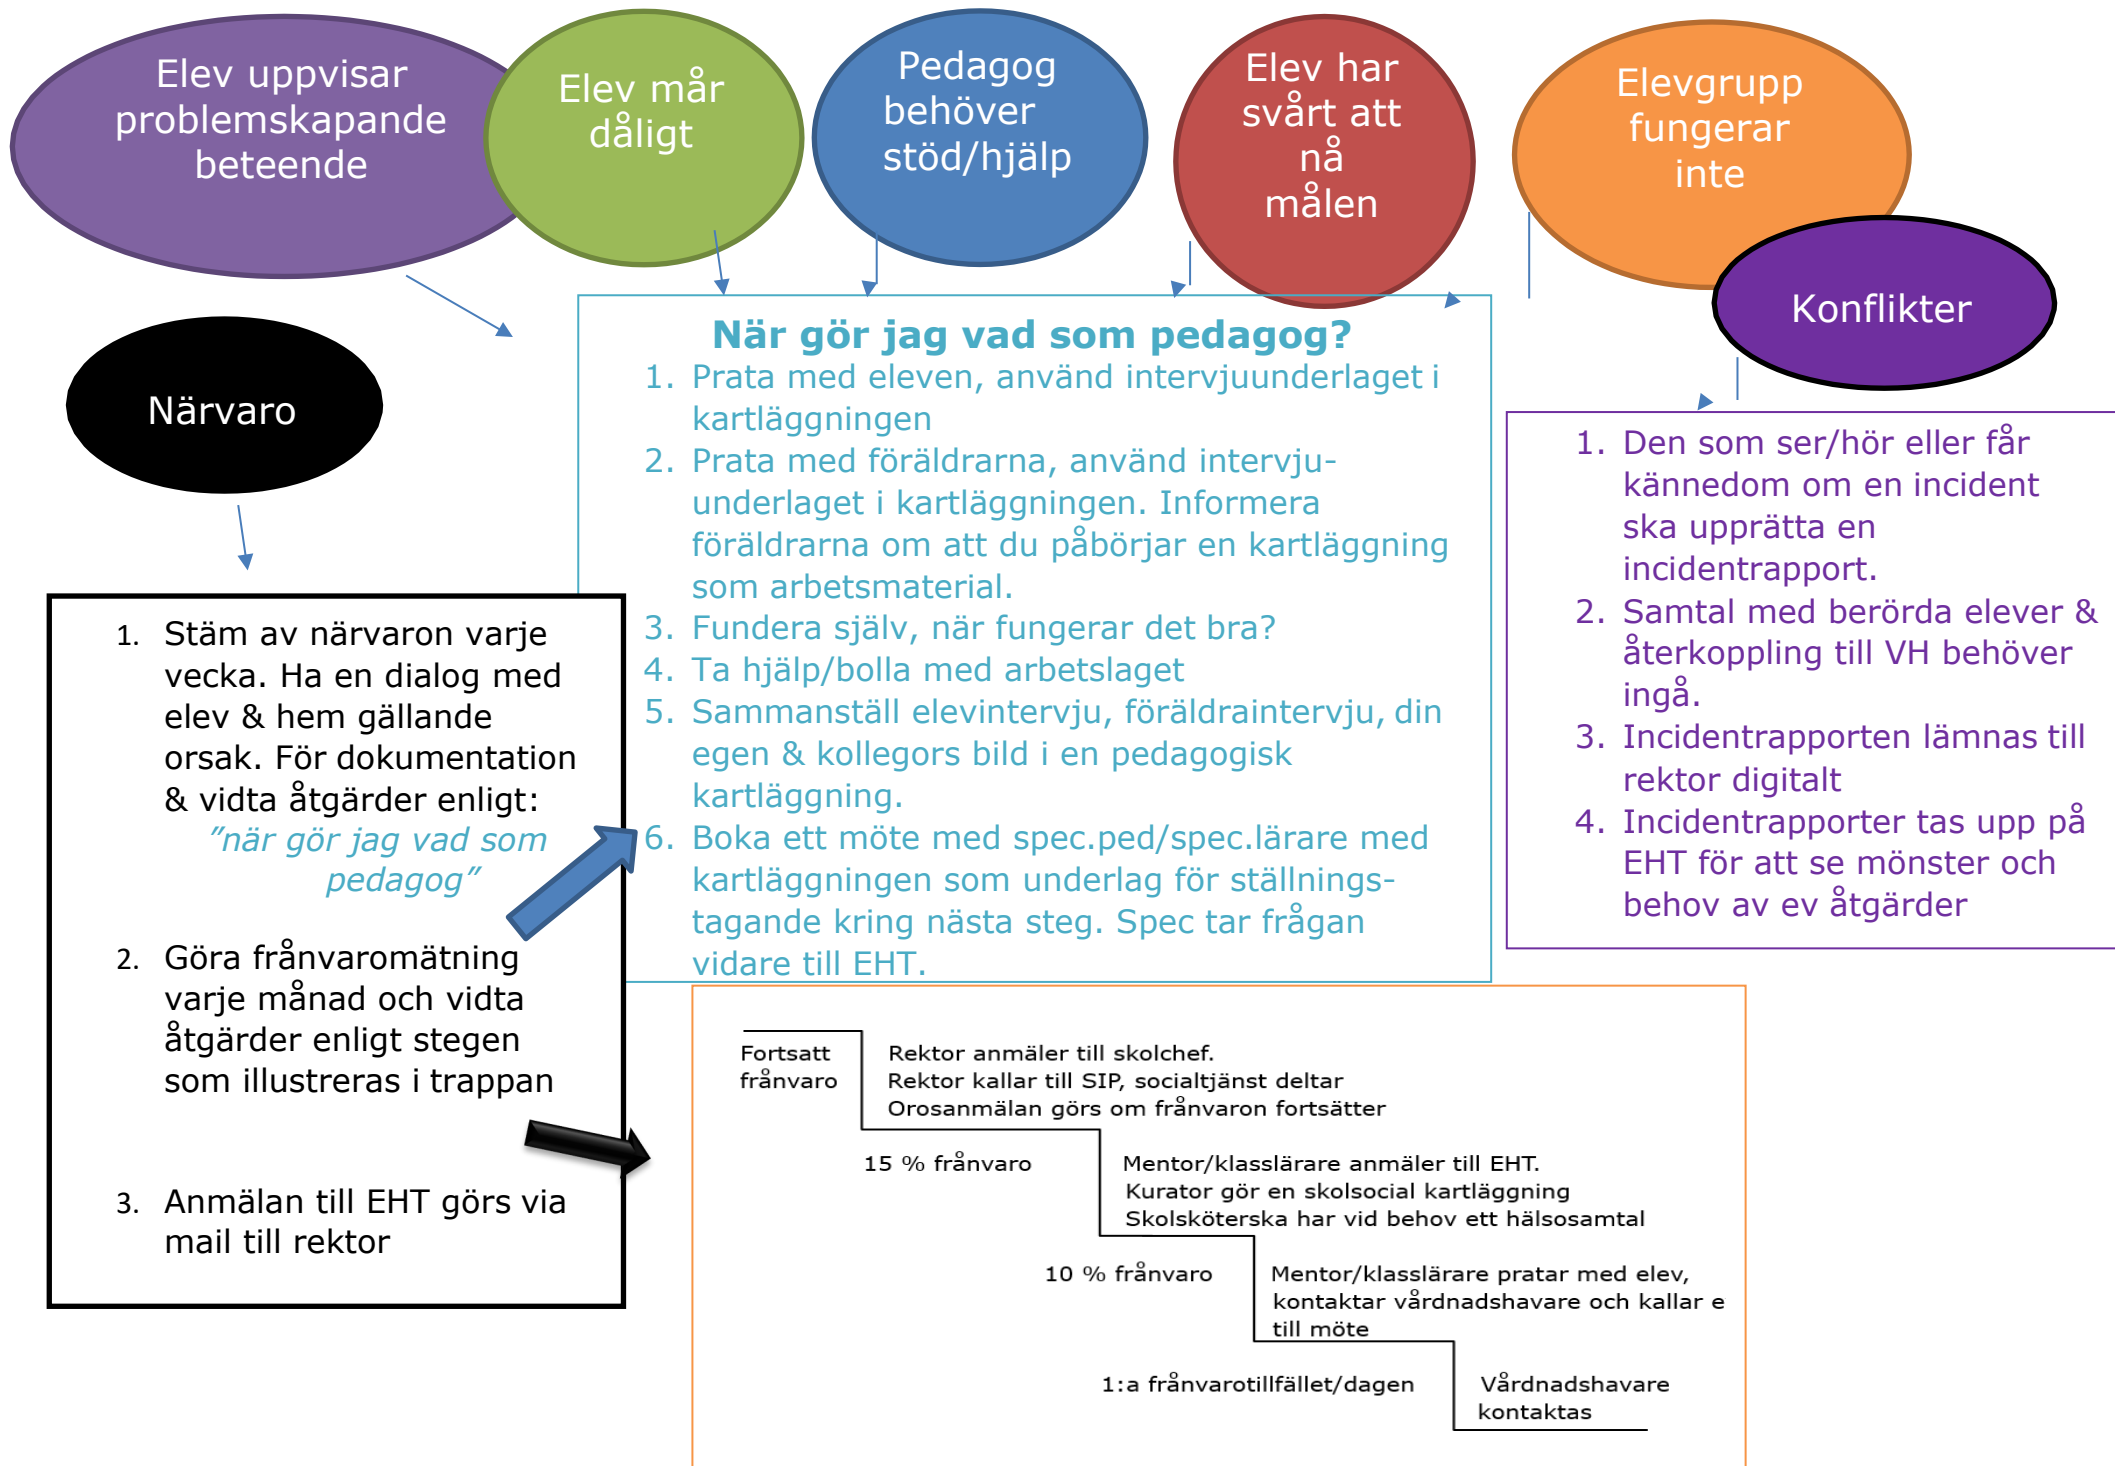 Elev uppvisar
problemskapande
beteende
Elev mår
dåligt
Pedagog
behöver
stöd/hjälp
Elev har
svårt att
nå
målen
Elevgrupp
fungerar
inte
Konflikter
Närvaro
När gör jag vad som pedagog?
1. Prata med eleven, använd intervjuunderlaget i
kartläggningen
2. Prata med föräldrarna, använd intervju-
underlaget i kartläggningen. Informera
föräldrarna om att du påbörjar en kartläggning
som arbetsmaterial.
3. Fundera själv, när fungerar det bra?
4. Ta hjälp/bolla med arbetslaget
5. Sammanställ elevintervju, föräldraintervju, din
egen & kollegors bild i en pedagogisk
kartläggning.
6. Boka ett möte med spec.ped/spec.lärare med
kartläggningen som underlag för ställnings-
tagande kring nästa steg. Spec tar frågan
vidare till EHT.
1. Den som ser/hör eller får
kännedom om en incident
ska upprätta en
incidentrapport.
2. Samtal med berörda elever &
återkoppling till VH behöver
ingå.
3. Incidentrapporten lämnas till
rektor digitalt
4. Incidentrapporter tas upp på
EHT för att se mönster och
behov av ev åtgärder
1. Stäm av närvaron varje
vecka. Ha en dialog med
elev & hem gällande
orsak. För dokumentation
& vidta åtgärder enligt:
”när gör jag vad som
pedagog”
2. Göra frånvaromätning
varje månad och vidta
åtgärder enligt stegen
som illustreras i trappan
3. Anmälan till EHT görs via
mail till rektor
Fortsatt
frånvaro
Rektor anmäler till skolchef.
Rektor kallar till SIP, socialtjänst deltar
Orosanmälan görs om frånvaron fortsätter
15 % frånvaro
Mentor/klasslärare anmäler till EHT.
Kurator gör en skolsocial kartläggning
Skolsköterska har vid behov ett hälsosamtal
10 % frånvaro
Mentor/klasslärare pratar med elev,
kontaktar vårdnadshavare och kallar e
till möte
1:a frånvarotillfället/dagen
Vårdnadshavare
kontaktas